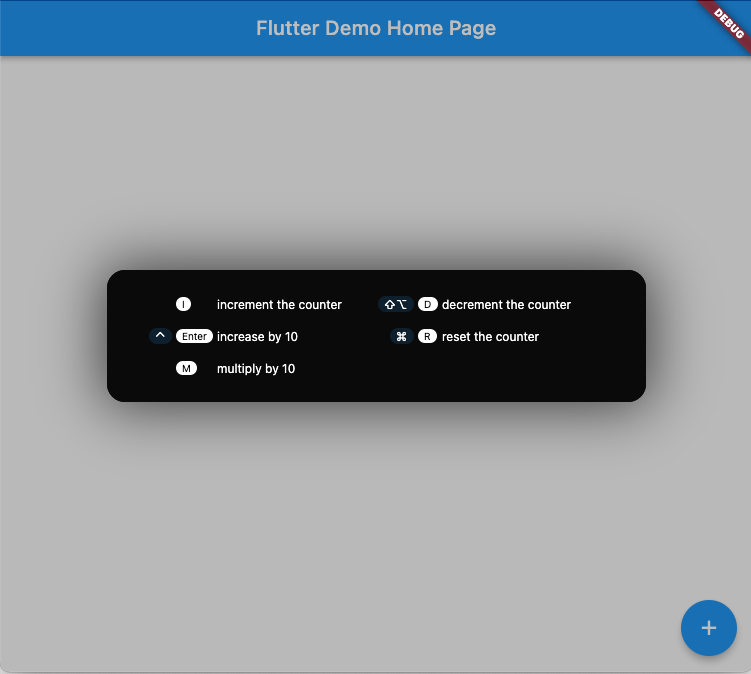 Flutter Demo Home Page
DEBUG
I increment the counter
⇧⌥ D decrement the counter
^ Enter increase by 10
⌘ R reset the counter
M multiply by 10
+